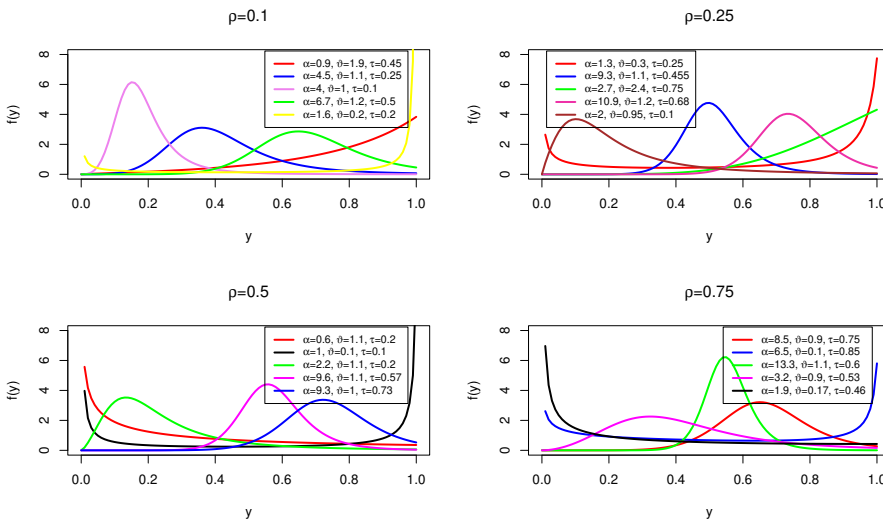 ρ=0.1
f(y)
8
6
4
2
0
α=0.9, ϑ=1.9, τ=0.45
α=4.5, ϑ=1.1, τ=0.25
α=4, ϑ=1, τ=0.1
α=6.7, ϑ=1.2, τ=0.5
α=1.6, ϑ=0.2, τ=0.2
0.0 0.2 0.4 0.6 0.8 1.0
y
ρ=0.25
f(y)
8
6
4
2
0
α=1.3, ϑ=0.3, τ=0.25
α=9.3, ϑ=1.1, τ=0.455
α=2.7, ϑ=2.4, τ=0.75
α=10.9, ϑ=1.2, τ=0.68
α=2, ϑ=0.95, τ=0.1
0.0 0.2 0.4 0.6 0.8 1.0
y
ρ=0.5
f(y)
8
6
4
2
0
α=0.6, ϑ=1.1, τ=0.2
α=1, ϑ=0.1, τ=0.1
α=2.2, ϑ=1.1, τ=0.2
α=9.6, ϑ=1.1, τ=0.57
α=9.3, ϑ=1, τ=0.73
0.0 0.2 0.4 0.6 0.8 1.0
y
ρ=0.75
f(y)
8
6
4
2
0
α=8.5, ϑ=0.9, τ=0.75
α=6.5, ϑ=0.1, τ=0.85
α=13.3, ϑ=1.1, τ=0.6
α=3.2, ϑ=0.9, τ=0.53
α=1.9, ϑ=0.17, τ=0.46
0.0 0.2 0.4 0.6 0.8 1.0
y